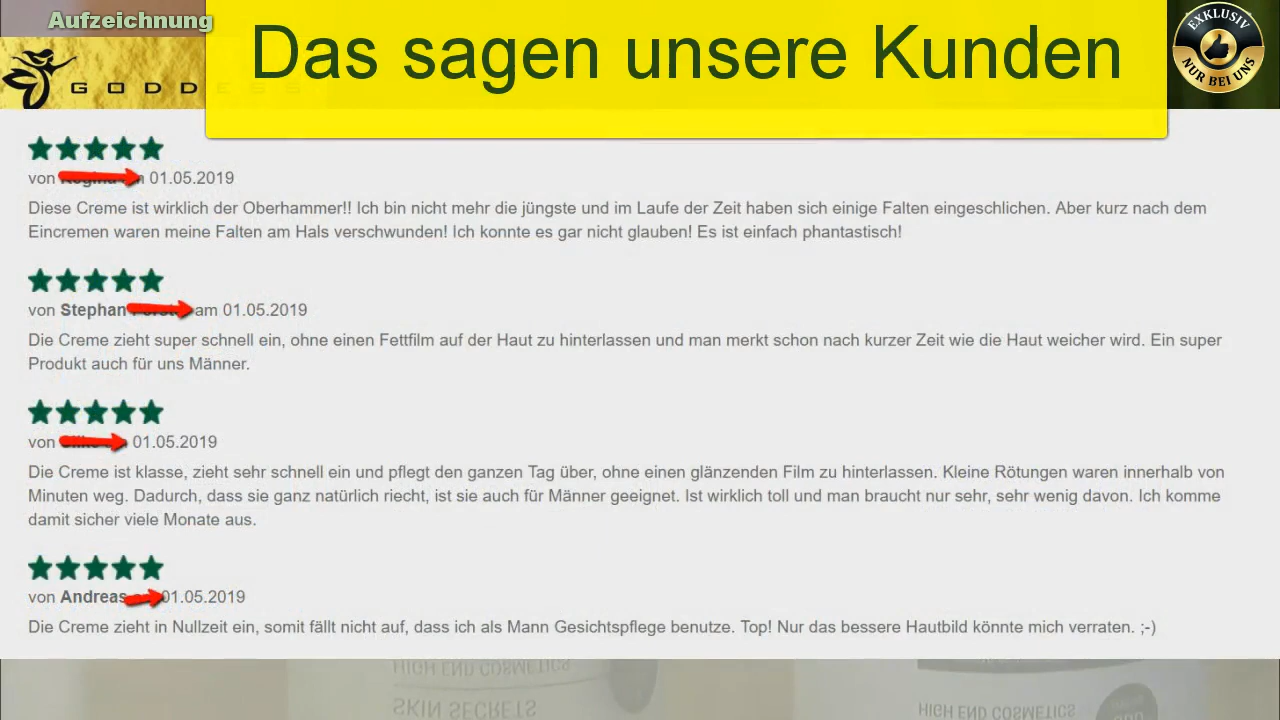 Aufzeichnung
Das sagen unsere Kunden
EXKLUSIV
NUR BEI UNS
von 01.05.2019
Diese Creme ist wirklich der Oberhammer!! Ich bin nicht mehr die jüngste und im Laufe der Zeit haben sich einige Falten eingeschlichen. Aber kurz nach dem
Eincremen waren meine Falten am Hals verschwunden! Ich konnte es gar nicht glauben! Es ist einfach phantastisch!
von Stephan am 01.05.2019
Die Creme zieht super schnell ein, ohne einen Fettfilm auf der Haut zu hinterlassen und man merkt schon nach kurzer Zeit wie die Haut weicher wird. Ein super
Produkt auch für uns Männer.
von 01.05.2019
Die Creme ist klasse, zieht sehr schnell ein und pflegt den ganzen Tag über, ohne einen glänzenden Film zu hinterlassen. Kleine Rötungen waren innerhalb von
Minuten weg. Dadurch, dass sie ganz natürlich riecht, ist sie auch für Männer geeignet. Ist wirklich toll und man braucht nur sehr, sehr wenig davon. Ich komme
damit sicher viele Monate aus.
von Andreas 01.05.2019
Die Creme zieht in Nullzeit ein, somit fällt nicht auf, dass ich als Mann Gesichtspflege benutze. Top! Nur das bessere Hautbild könnte mich verraten. ;-)
HIGH END COSMETICS
SKIN SECRETS
HIGH END COSMETICS